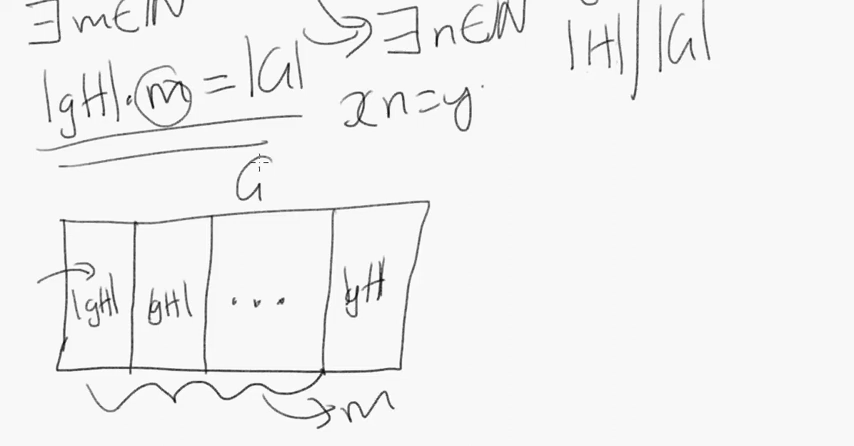 ∃ m∈ℕ
∃ n∈ℕ
|H| | |G|
|gH|·m = |G|
xn=y
G
|gH| |gH| ... gH
m